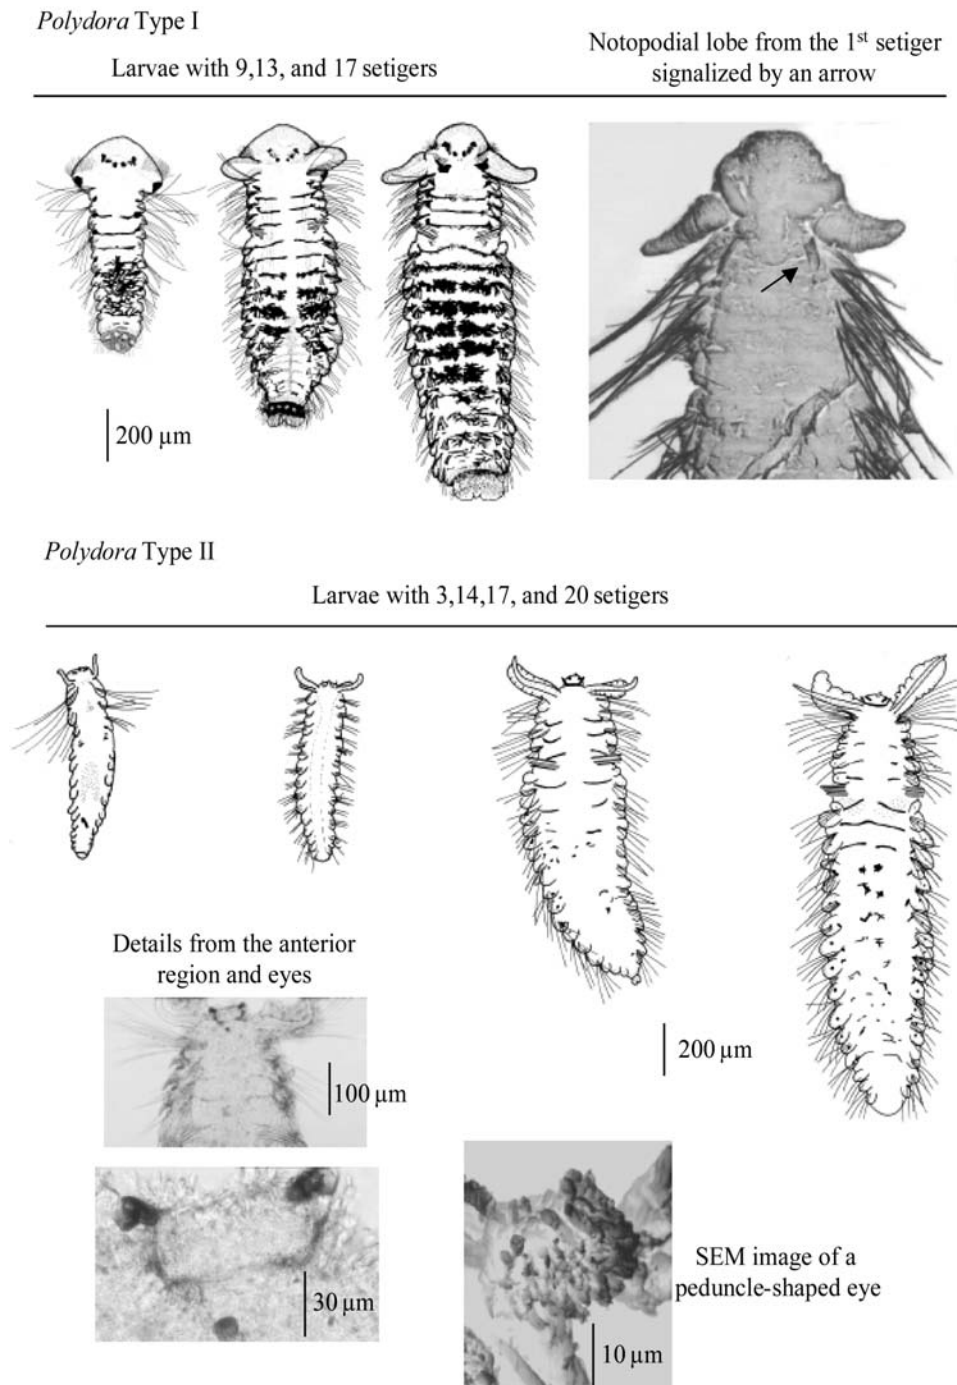 Polydora Type I
Larvae with 9,13, and 17 setigers
Notopodial lobe from the 1st setiger
signalized by an arrow
200 µm
Polydora Type II
Larvae with 3,14,17, and 20 setigers
Details from the anterior
region and eyes
100 µm
30 µm
200 µm
SEM image of a
peduncle-shaped eye
10 µm